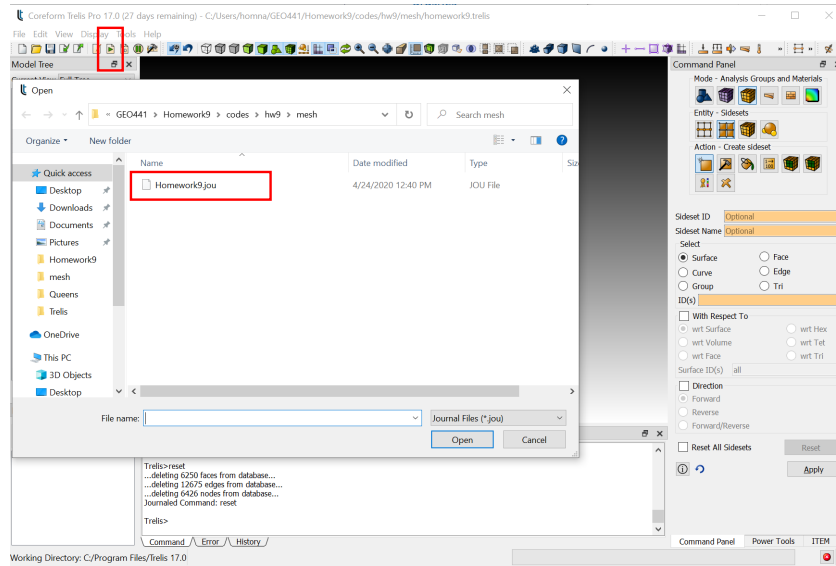 Coreform Trelis Pro 17.0 (27 days remaining) - C:/Users/homna/GEO441/Homework9/codes/hw9/mesh/homework9.trelis
File Edit View Display Tools Help
Model Tree
Command Panel
Mode - Analysis Groups and Materials
Entity - Sidesets
Action - Create sideset
Sideset ID Optional
Sideset Name Optional
Select
Surface Face
Curve Edge
Group Tri
ID(s)
With Respect To
wrt Surface wrt Hex
wrt Volume wrt Tet
wrt Face wrt Tri
Surface ID(s) all
Direction
Forward
Reverse
Forward/Reverse
Reset All Sidesets Reset
Apply
Command Panel Power Tools ITEM
Open
« GEO441 › Homework9 › codes › hw9 › mesh
Search mesh
Organize New folder
Name Date modified Type
Quick access
Desktop
Downloads
Documents
Pictures
Homework9
mesh
Queens
Trelis
OneDrive
This PC
3D Objects
Desktop
Homework9.jou 4/24/2020 12:40 PM JOU File
File name: Journal Files (*.jou)
Open Cancel
Trelis>reset
...deleting 6250 faces from database...
...deleting 12675 edges from database...
...deleting 6426 nodes from database...
Journaled Command: reset
Trelis>
Command Error History
Working Directory: C:/Program Files/Trelis 17.0